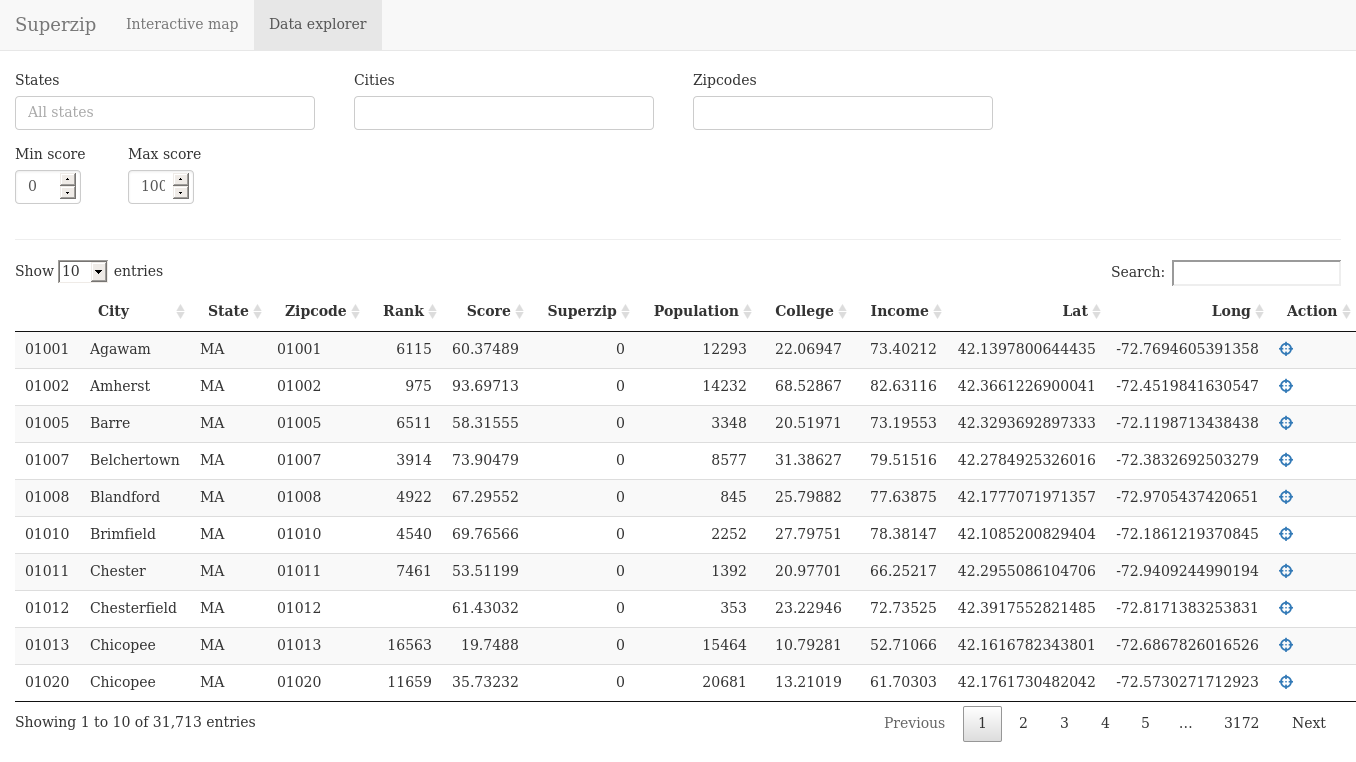 Superzip Interactive map Data explorer
States Cities Zipcodes
All states
Min score Max score
0 100
Show 10 entries Search:
City State Zipcode Rank Score Superzip Population College Income Lat Long Action
01001 Agawam MA 01001 6115 60.37489 0 12293 22.06947 73.40212 42.1397800644435 -72.7694605391358
01002 Amherst MA 01002 975 93.69713 0 14232 68.52867 82.63116 42.3661226900041 -72.4519841630547
01005 Barre MA 01005 6511 58.31555 0 3348 20.51971 73.19553 42.3293692897333 -72.1198713438438
01007 Belchertown MA 01007 3914 73.90479 0 8577 31.38627 79.51516 42.2784925326016 -72.3832692503279
01008 Blandford MA 01008 4922 67.29552 0 845 25.79882 77.63875 42.1777071971357 -72.9705437420651
01010 Brimfield MA 01010 4540 69.76566 0 2252 27.79751 78.38147 42.1085200829404 -72.1861219370845
01011 Chester MA 01011 7461 53.51199 0 1392 20.97701 66.25217 42.2955086104706 -72.9409244990194
01012 Chesterfield MA 01012 61.43032 0 353 23.22946 72.73525 42.3917552821485 -72.8171383253831
01013 Chicopee MA 01013 16563 19.7488 0 15464 10.79281 52.71066 42.1616782343801 -72.6867826016526
01020 Chicopee MA 01020 11659 35.73232 0 20681 13.21019 61.70303 42.1761730482042 -72.5730271712923
Showing 1 to 10 of 31,713 entries Previous 1 2 3 4 5 … 3172 Next